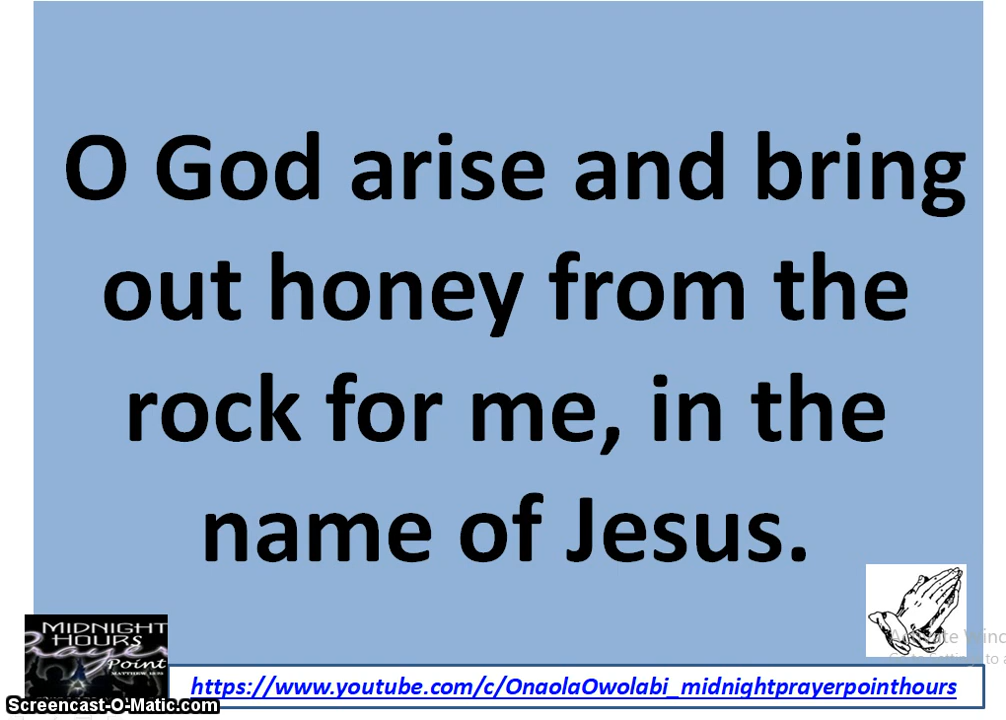 O God arise and bring
out honey from the
rock for me, in the
name of Jesus.
MIDNIGHT
HOURS
Prayer
Point
https://www.youtube.com/c/OnaolaOwolabi_midnightprayerpointhours
Screencast-O-Matic.com